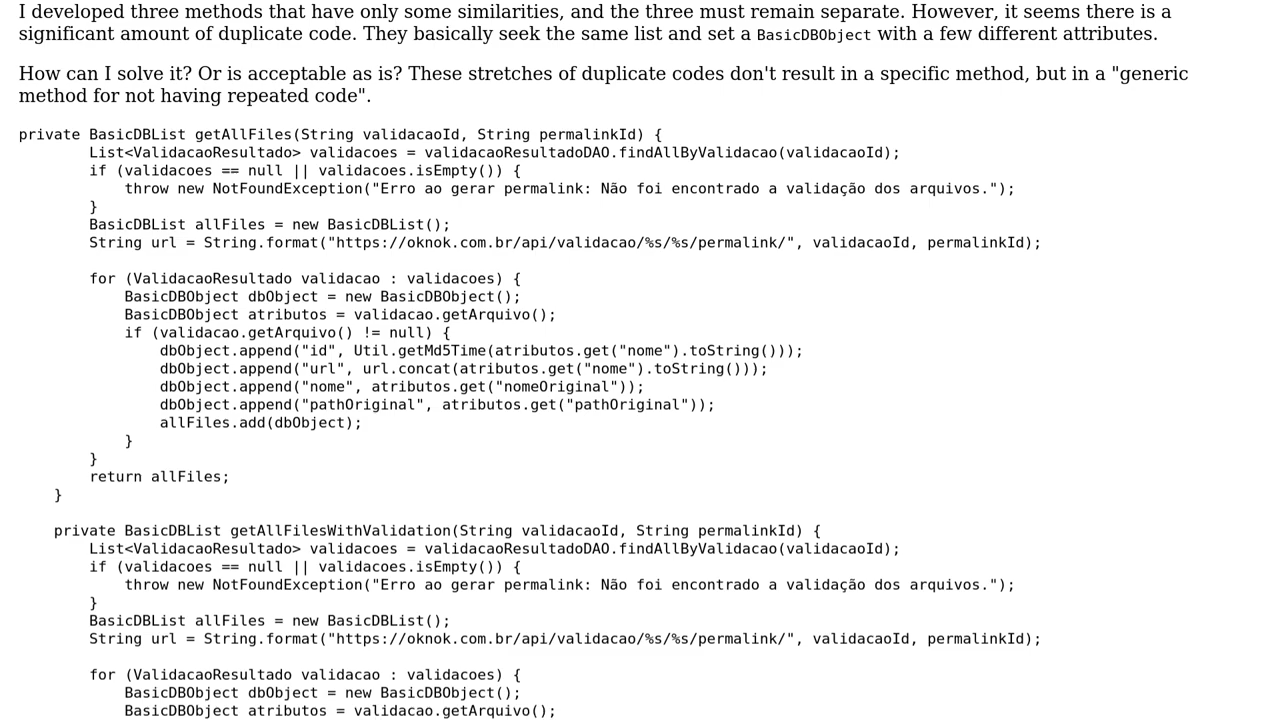 I developed three methods that have only some similarities, and the three must remain separate. However, it seems there is a
significant amount of duplicate code. They basically seek the same list and set a BasicDBObject with a few different attributes.
How can I solve it? Or is acceptable as is? These stretches of duplicate codes don't result in a specific method, but in a "generic
method for not having repeated code".
private BasicDBList getAllFiles(String validacaoId, String permalinkId) {
        List<ValidacaoResultado> validacoes = validacaoResultadoDAO.findAllByValidacao(validacaoId);
        if (validacoes == null || validacoes.isEmpty()) {
            throw new NotFoundException("Erro ao gerar permalink: Não foi encontrado a validação dos arquivos.");
        }
        BasicDBList allFiles = new BasicDBList();
        String url = String.format("https://oknok.com.br/api/validacao/%s/%s/permalink/", validacaoId, permalinkId);

        for (ValidacaoResultado validacao : validacoes) {
            BasicDBObject dbObject = new BasicDBObject();
            BasicDBObject atributos = validacao.getArquivo();
            if (validacao.getArquivo() != null) {
                dbObject.append("id", Util.getMd5Time(atributos.get("nome").toString()));
                dbObject.append("url", url.concat(atributos.get("nome").toString()));
                dbObject.append("nome", atributos.get("nomeOriginal"));
                dbObject.append("pathOriginal", atributos.get("pathOriginal"));
                allFiles.add(dbObject);
            }
        }
        return allFiles;
    }

    private BasicDBList getAllFilesWithValidation(String validacaoId, String permalinkId) {
        List<ValidacaoResultado> validacoes = validacaoResultadoDAO.findAllByValidacao(validacaoId);
        if (validacoes == null || validacoes.isEmpty()) {
            throw new NotFoundException("Erro ao gerar permalink: Não foi encontrado a validação dos arquivos.");
        }
        BasicDBList allFiles = new BasicDBList();
        String url = String.format("https://oknok.com.br/api/validacao/%s/%s/permalink/", validacaoId, permalinkId);

        for (ValidacaoResultado validacao : validacoes) {
            BasicDBObject dbObject = new BasicDBObject();
            BasicDBObject atributos = validacao.getArquivo();